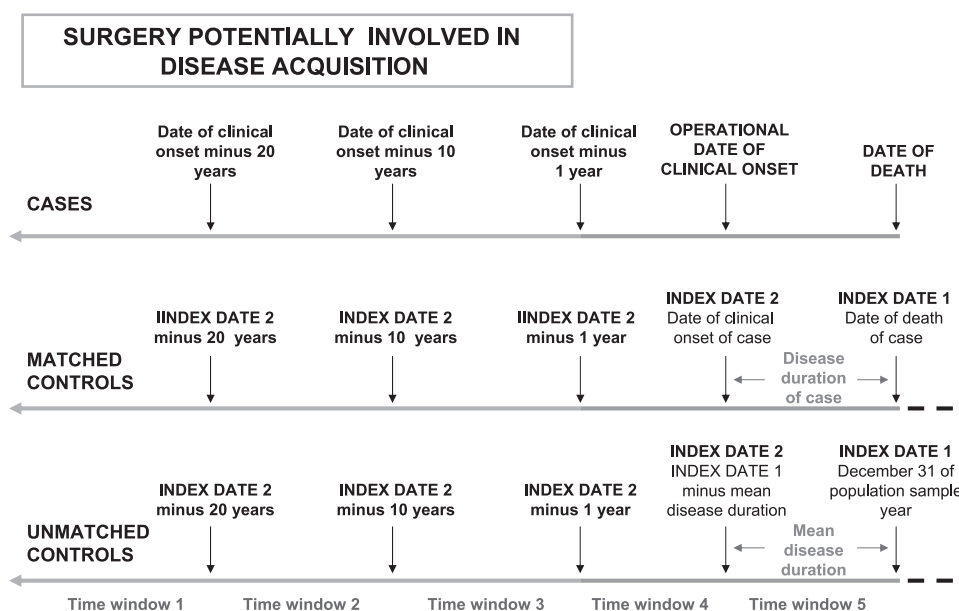 SURGERY POTENTIALLY INVOLVED IN
DISEASE ACQUISITION
Date of clinical
onset minus 20
years
Date of clinical
onset minus 10
years
Date of clinical
onset minus
1 year
OPERATIONAL
DATE OF
CLINICAL ONSET
DATE OF
DEATH
CASES
IINDEX DATE 2
minus 20 years
INDEX DATE 2
minus 10 years
IINDEX DATE 2
minus 1 year
INDEX DATE 2
Date of clinical
onset of case
INDEX DATE 1
Date of death
of case
MATCHED
CONTROLS
Disease
duration
of case
INDEX DATE 2
minus 20 years
INDEX DATE 2
minus 10 years
INDEX DATE 2
minus 1 year
INDEX DATE 2
INDEX DATE 1
minus mean
disease duration
INDEX DATE 1
December 31 of
population sample
year
UNMATCHED
CONTROLS
Mean
disease
duration
Time window 1
Time window 2
Time window 3
Time window 4
Time window 5